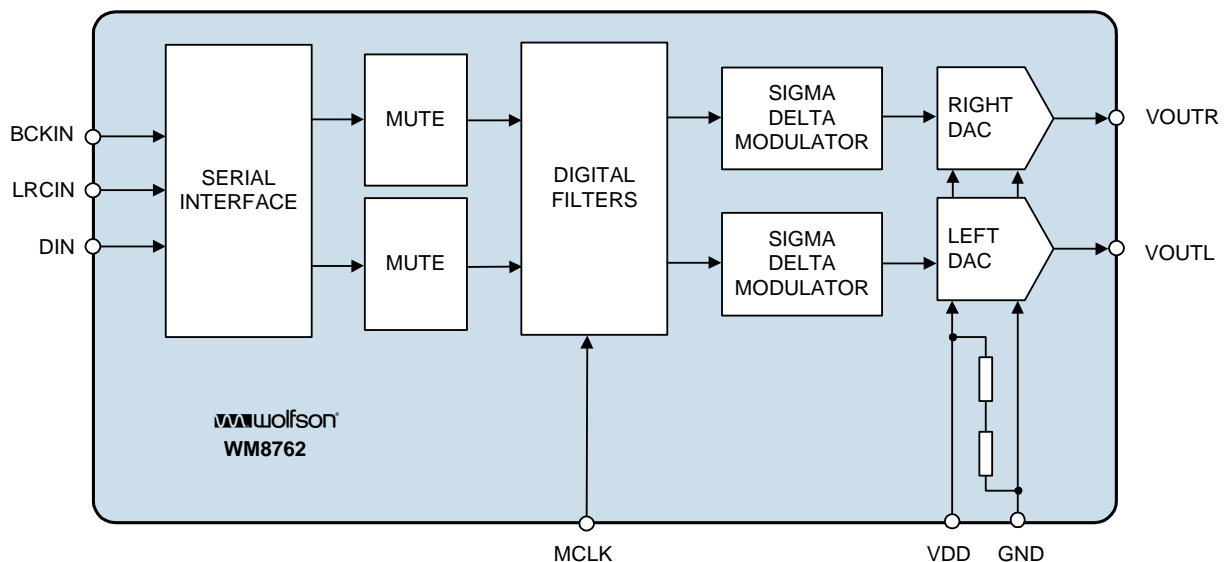 BCKIN
LRCIN
DIN
SERIAL
INTERFACE
MUTE
MUTE
DIGITAL
FILTERS
SIGMA
DELTA
MODULATOR
SIGMA
DELTA
MODULATOR
RIGHT
DAC
LEFT
DAC
VOUTR
VOUTL
wolfson®
WM8762
MCLK
VDD
GND